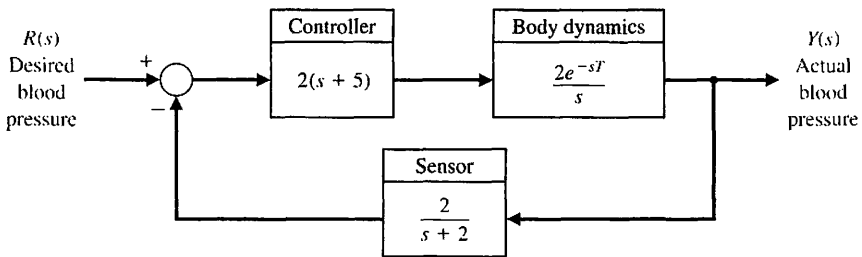 Controller
Body dynamics
R(s)
Desired
blood
pressure
+
−
2(s + 5)
2e^{−sT}
s
Y(s)
Actual
blood
pressure
Sensor
2
s + 2